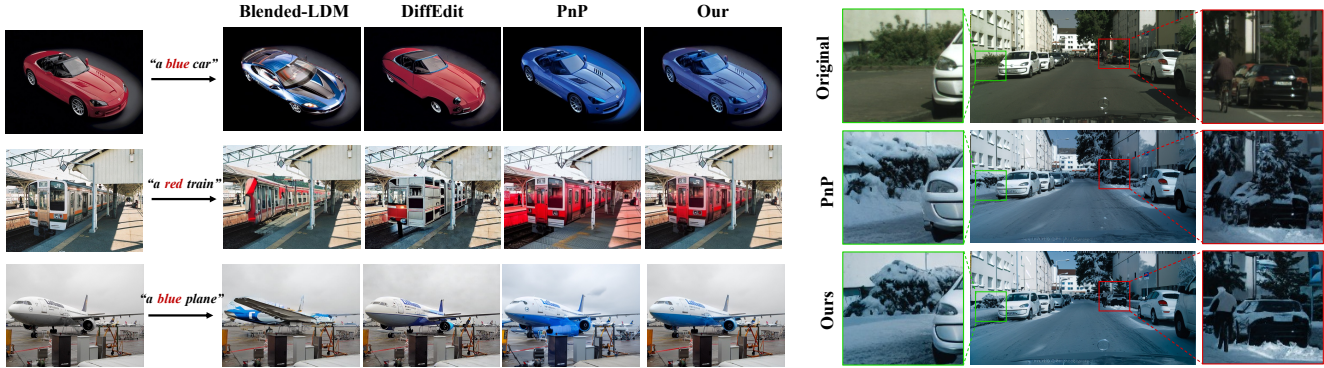 Blended-LDM DiffEdit PnP Our
"a blue car"
"a red train"
"a blue plane"
Original
PnP
Ours